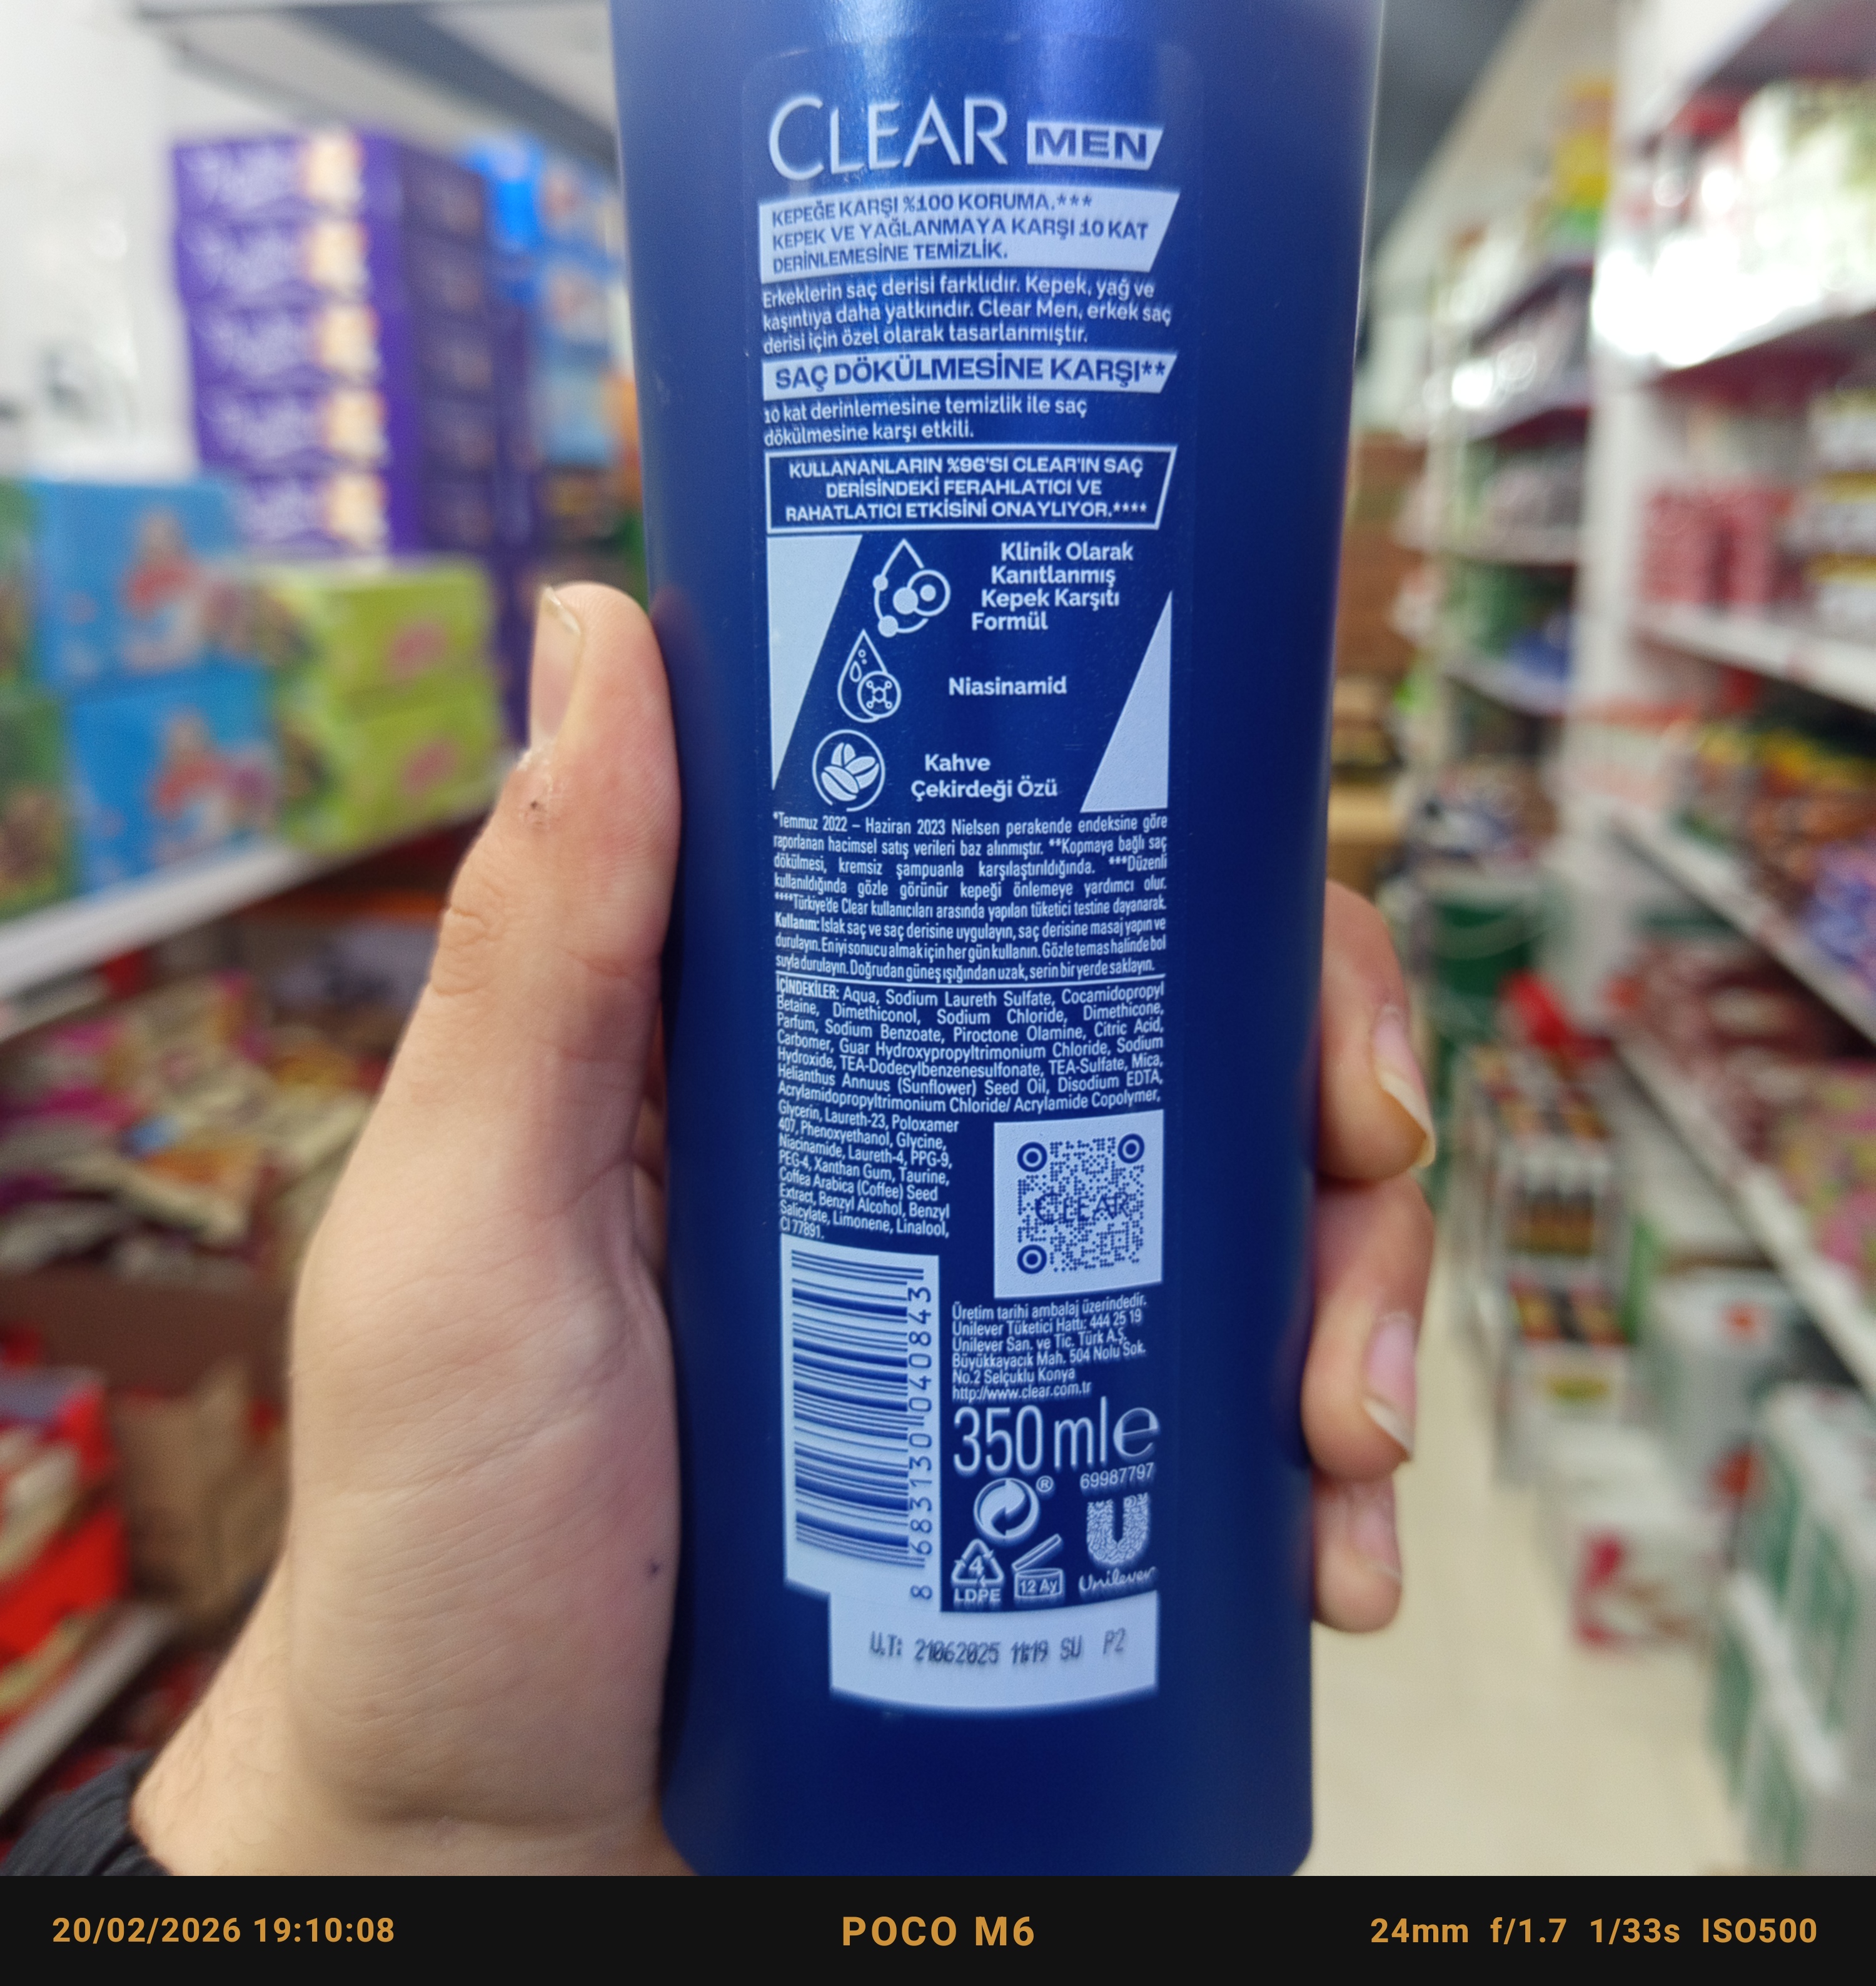 CLEAR MEN
KEPEĞE KARŞI %100 KORUMA.***
KEPEK VE YAĞLANMAYA KARŞI 10 KAT
DERİNLEMESİNE TEMİZLİK.
Erkeklerin saç derisi farklıdır. Kepek, yağ ve
kaşıntıya daha yatkındır. Clear Men, erkek saç
derisi için özel olarak tasarlanmıştır.
SAÇ DÖKÜLMESİNE KARŞI**
10 kat derinlemesine temizlik ile saç
dökülmesine karşı etkili.
KULLANANLARIN %96'SI CLEAR'IN SAÇ
DERİSİNDEKİ FERAHLATICI VE
RAHATLATICI ETKİSİNİ ONAYLIYOR.****
Klinik Olarak
Kanıtlanmış
Kepek Karşıtı
Formül
Niasinamid
Kahve
Çekirdeği Özü
*Temmuz 2022 – Haziran 2023 Nielsen perakende endeksine göre
raporlanan hacimsel satış verileri baz alınmıştır. **Kopmaya bağlı saç
dökülmesi, kremsiz şampuanla karşılaştırıldığında. ***Düzenli
kullanıldığında gözle görünür kepeği önlemeye yardımcı olur.
****Türkiye'de Clear kullanıcıları arasında yapılan tüketici testine dayanarak.
Kullanım: Islak saç ve saç derisine uygulayın, saç derisine masaj yapın ve
durulayın. En iyi sonucu almak için her gün kullanın. Gözle temas halinde bol
suyla durulayın. Doğrudan güneş ışığından uzak, serin bir yerde saklayın.
İÇİNDEKİLER: Aqua, Sodium Laureth Sulfate, Cocamidopropyl
Betaine, Dimethiconol, Sodium Chloride, Dimethicone,
Parfum, Sodium Benzoate, Piroctone Olamine, Citric Acid,
Carbomer, Guar Hydroxypropyltrimonium Chloride, Sodium
Hydroxide, TEA-Dodecylbenzenesulfonate, TEA-Sulfate, Mica,
Helianthus Annuus (Sunflower) Seed Oil, Disodium EDTA,
Acrylamidopropyltrimonium Chloride/ Acrylamide Copolymer,
Glycerin, Laureth-23, Poloxamer
407, Phenoxyethanol, Glycine,
Niacinamide, Laureth-4, PPG-9,
PEG-4, Xanthan Gum, Taurine,
Coffea Arabica (Coffee) Seed
Extract, Benzyl Alcohol, Benzyl
Salicylate, Limonene, Linalool,
CI 77891.
CLEAR
8 683130 040843
Üretim tarihi ambalaj üzerindedir.
Unilever Tüketici Hattı: 444 25 19
Unilever San. ve Tic. Türk A.Ş.
Büyükkayacık Mah. 504 Nolu Sok.
No.2 Selçuklu Konya
http://www.clear.com.tr
350 ml e
69987797
4
LDPE
12 Ay
Unilever
U.T: 21062025 11:19 SU P2
20/02/2026 19:10:08
POCO M6
24mm f/1.7 1/33s ISO500